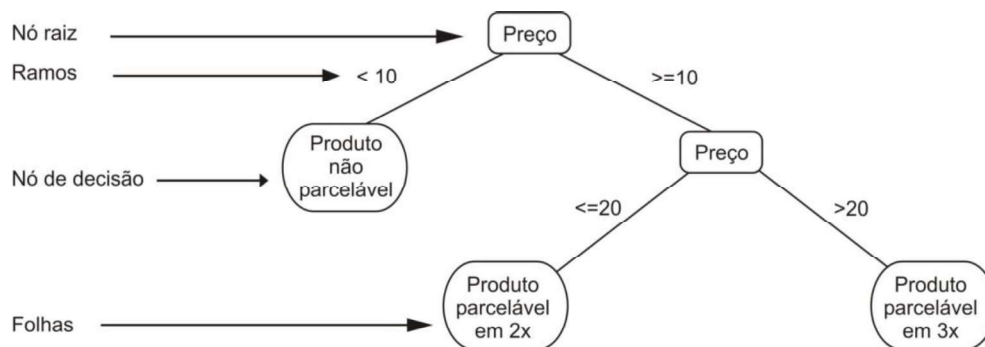 Nó raiz
Preço
Ramos
< 10
>=10
Produto
não
parcelável
Preço
Nó de decisão
<=20
>20
Produto
parcelável
em 2x
Produto
parcelável
em 3x
Folhas